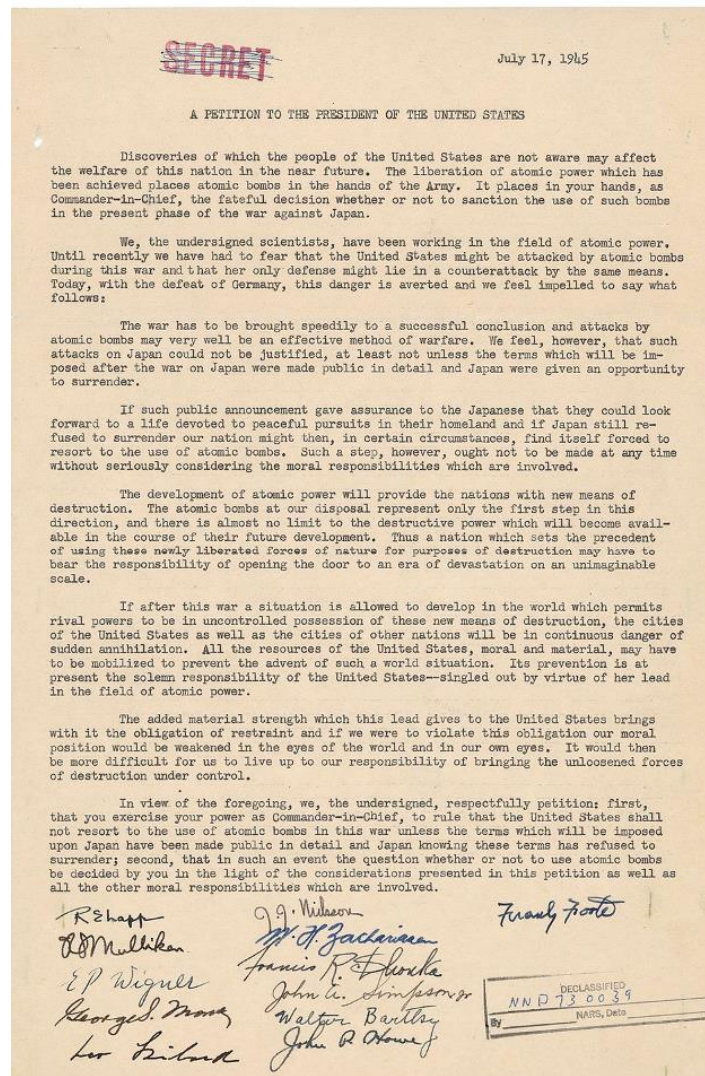 SECRET
July 17, 1945
A PETITION TO THE PRESIDENT OF THE UNITED STATES
Discoveries of which the people of the United States are not aware may affect
the welfare of this nation in the near future. The liberation of atomic power which has
been achieved places atomic bombs in the hands of the Army. It places in your hands, as
Commander-in-Chief, the fateful decision whether or not to sanction the use of such bombs
in the present phase of the war against Japan.
We, the undersigned scientists, have been working in the field of atomic power.
Until recently we have had to fear that the United States might be attacked by atomic bombs
during this war and that her only defense might lie in a counterattack by the same means.
Today, with the defeat of Germany, this danger is averted and we feel impelled to say what
follows:
The war has to be brought speedily to a successful conclusion and attacks by
atomic bombs may very well be an effective method of warfare. We feel, however, that such
attacks on Japan could not be justified, at least not unless the terms which will be im-
posed after the war on Japan were made public in detail and Japan were given an opportunity
to surrender.
If such public announcement gave assurance to the Japanese that they could look
forward to a life devoted to peaceful pursuits in their homeland and if Japan still re-
fused to surrender our nation might then, in certain circumstances, find itself forced to
resort to the use of atomic bombs. Such a step, however, ought not to be made at any time
without seriously considering the moral responsibilities which are involved.
The development of atomic power will provide the nations with new means of
destruction. The atomic bombs at our disposal represent only the first step in this
direction, and there is almost no limit to the destructive power which will become avail-
able in the course of their future development. Thus a nation which sets the precedent
of using these newly liberated forces of nature for purposes of destruction may have to
bear the responsibility of opening the door to an era of devastation on an unimaginable
scale.
If after this war a situation is allowed to develop in the world which permits
rival powers to be in uncontrolled possession of these new means of destruction, the cities
of the United States as well as the cities of other nations will be in continuous danger of
sudden annihilation. All the resources of the United States, moral and material, may have
to be mobilized to prevent the advent of such a world situation. Its prevention is at
present the solemn responsibility of the United States--singled out by virtue of her lead
in the field of atomic power.
The added material strength which this lead gives to the United States brings
with it the obligation of restraint and if we were to violate this obligation our moral
position would be weakened in the eyes of the world and in our own eyes. It would then
be more difficult for us to live up to our responsibility of bringing the unloosened forces
of destruction under control.
In view of the foregoing, we, the undersigned, respectfully petition: first,
that you exercise your power as Commander-in-Chief, to rule that the United States shall
not resort to the use of atomic bombs in this war unless the terms which will be imposed
upon Japan have been made public in detail and Japan knowing these terms has refused to
surrender; second, that in such an event the question whether or not to use atomic bombs
be decided by you in the light of the considerations presented in this petition as well as
all the other moral responsibilities which are involved.
R E Lapp
Mulliken
E P Wigner
George S. Monk
Leo Szilard
J. J. Nickson
W. H. Zachariasen
Francis R. Shonka
John A. Simpson Jr
Walter Bartky
John P. Howe
Frank Foote
DECLASSIFIED
NND 730039
By NARS, Date